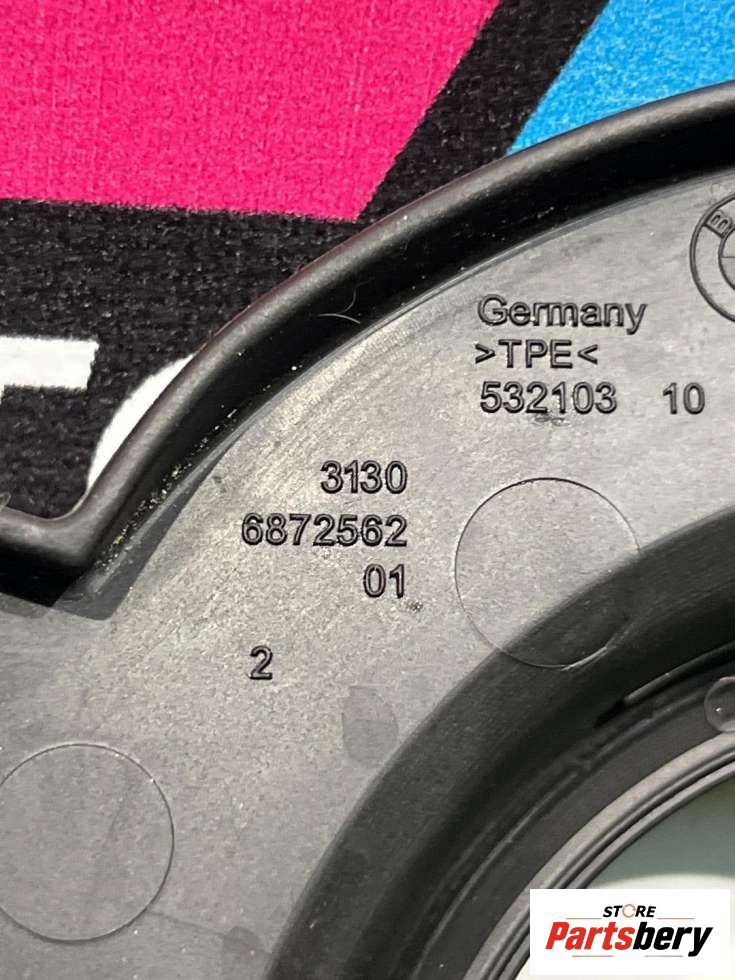 Germany
>TPE<
532103 10
3130
6872562
01
2
STORE
Partsbery